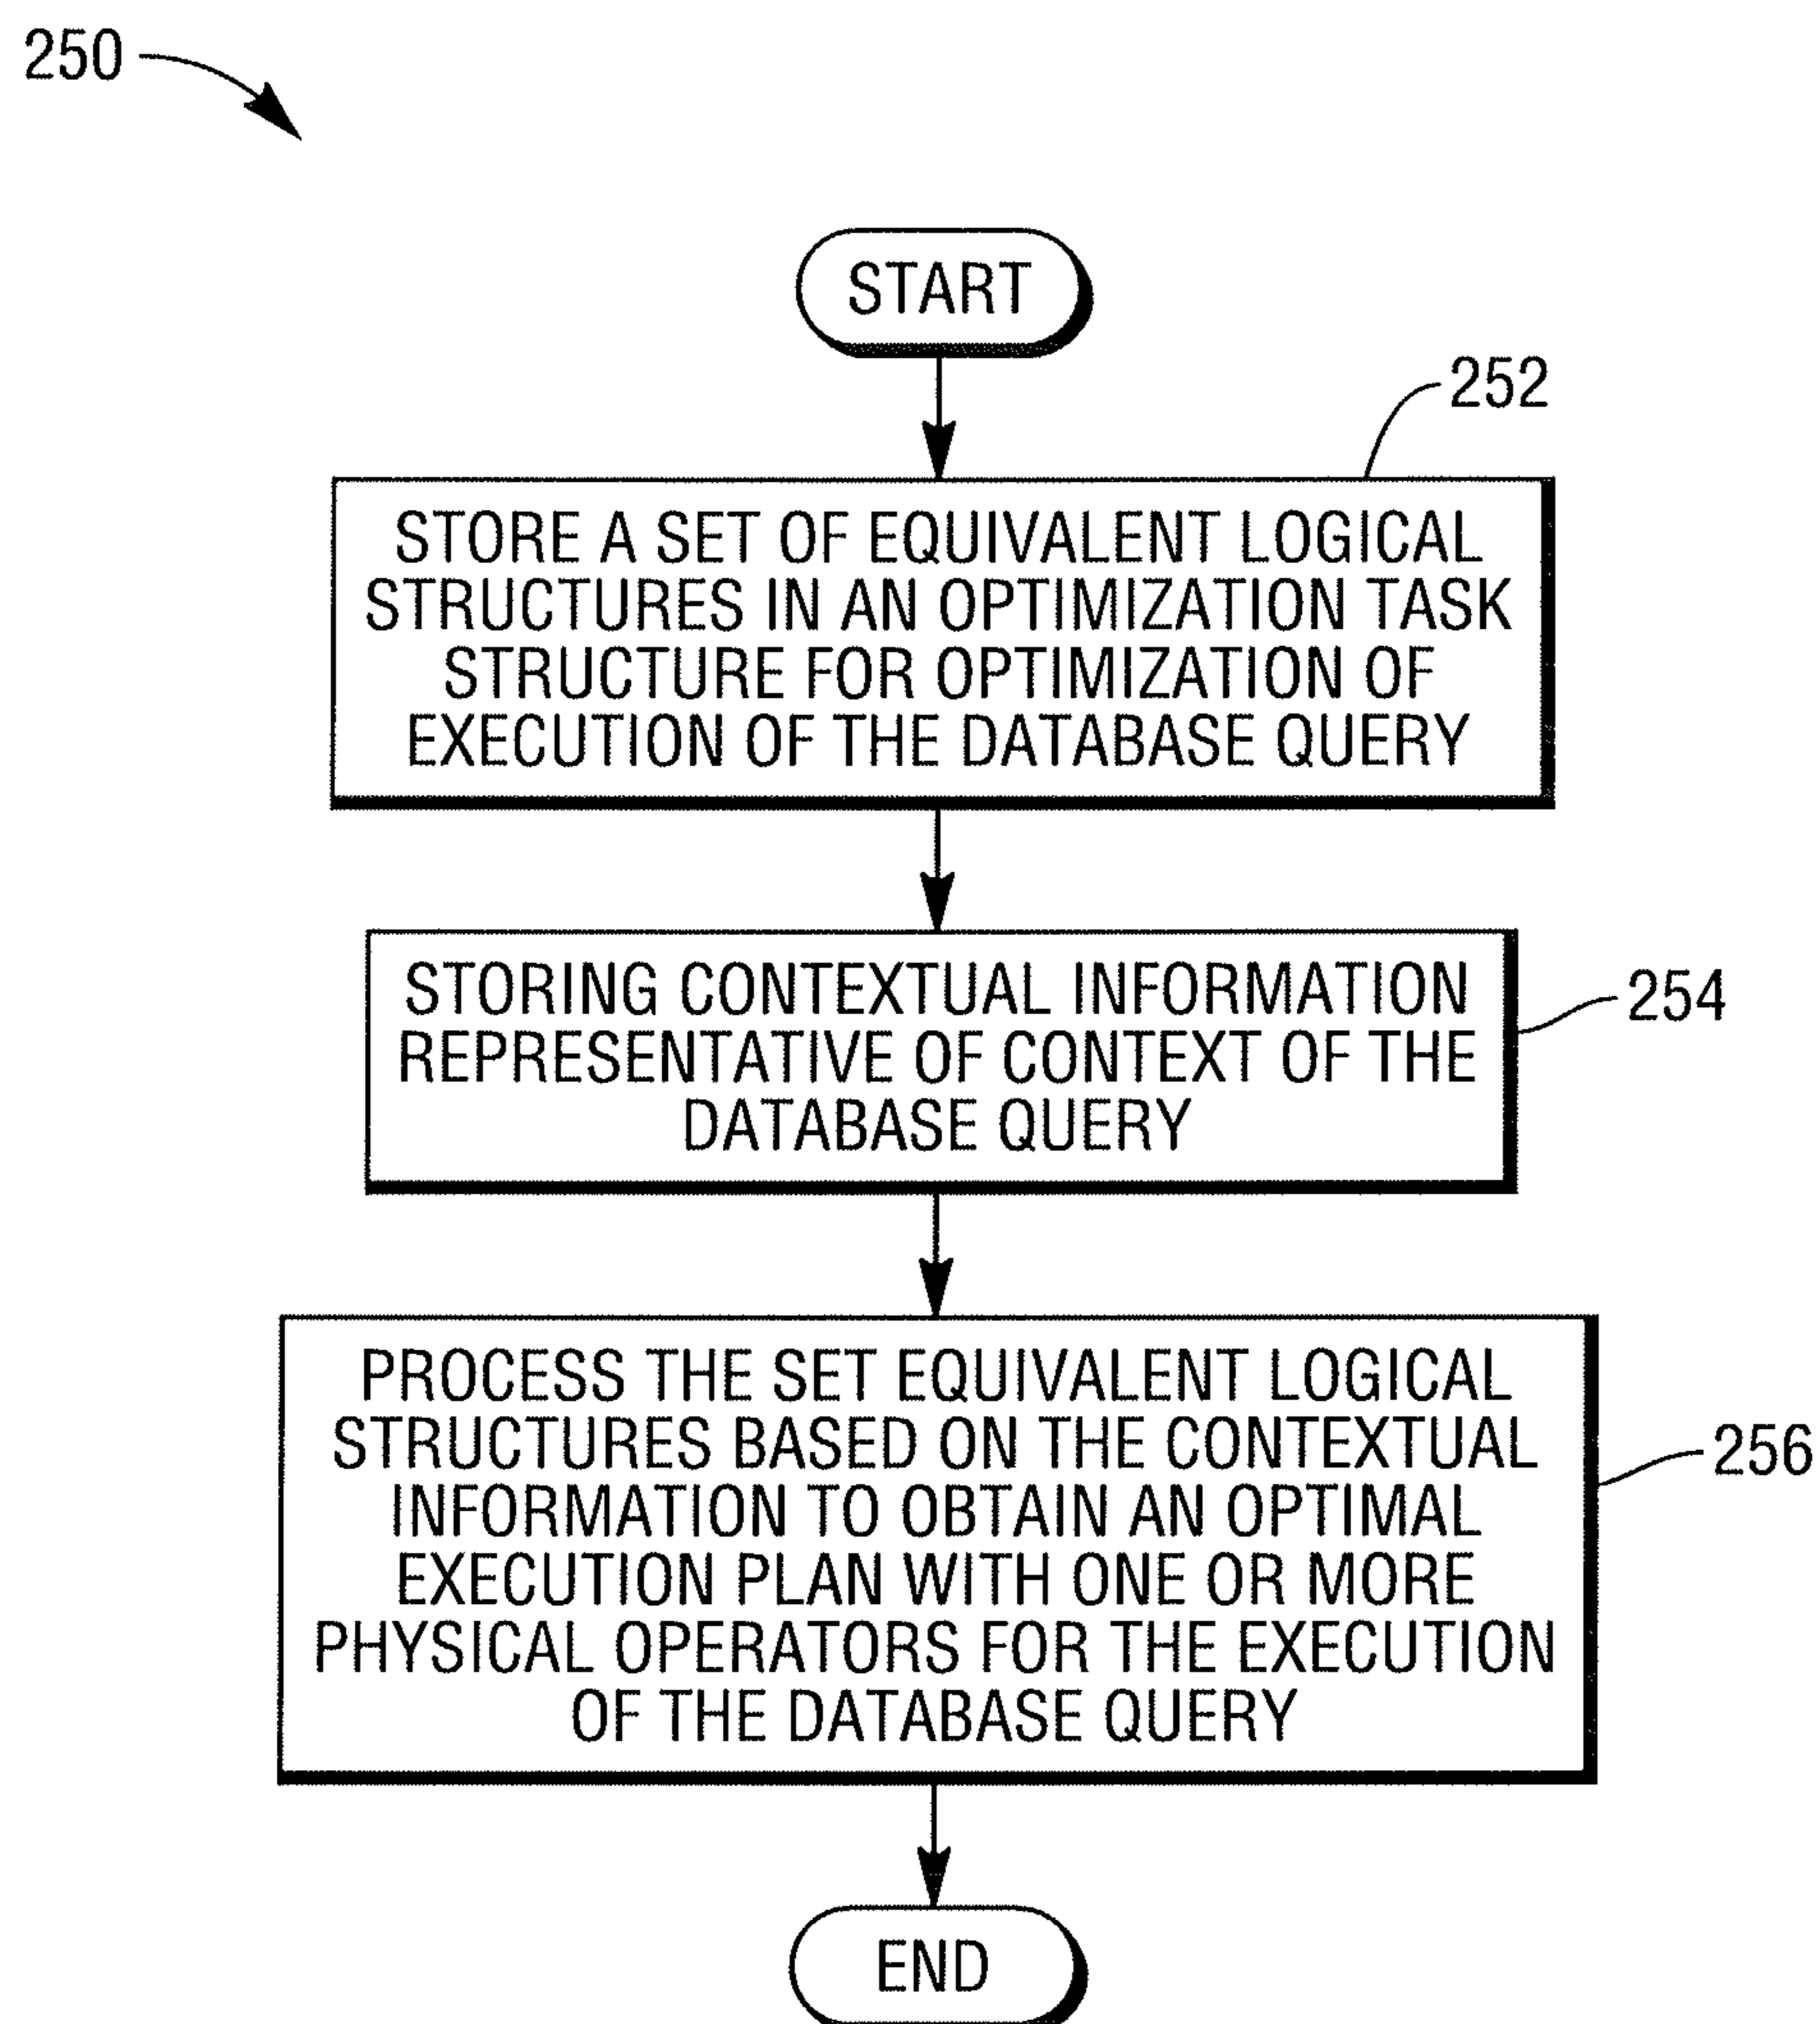 250
START
252
STORE A SET OF EQUIVALENT LOGICAL
STRUCTURES IN AN OPTIMIZATION TASK
STRUCTURE FOR OPTIMIZATION OF
EXECUTION OF THE DATABASE QUERY
STORING CONTEXTUAL INFORMATION
REPRESENTATIVE OF CONTEXT OF THE
DATABASE QUERY
254
PROCESS THE SET EQUIVALENT LOGICAL
STRUCTURES BASED ON THE CONTEXTUAL
INFORMATION TO OBTAIN AN OPTIMAL
EXECUTION PLAN WITH ONE OR MORE
PHYSICAL OPERATORS FOR THE EXECUTION
OF THE DATABASE QUERY
256
END